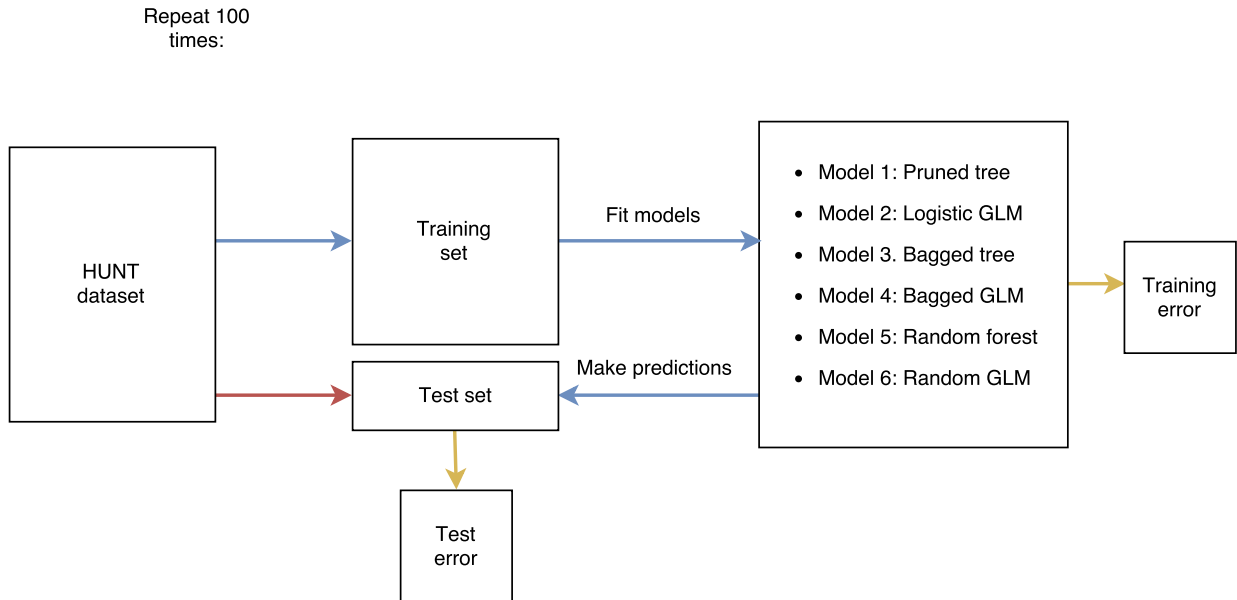 Repeat 100
times:
HUNT
dataset
Training
set
Fit models
Model 1: Pruned tree
Model 2: Logistic GLM
Model 3. Bagged tree
Model 4: Bagged GLM
Model 5: Random forest
Model 6: Random GLM
Training
error
Test set
Make predictions
Test
error